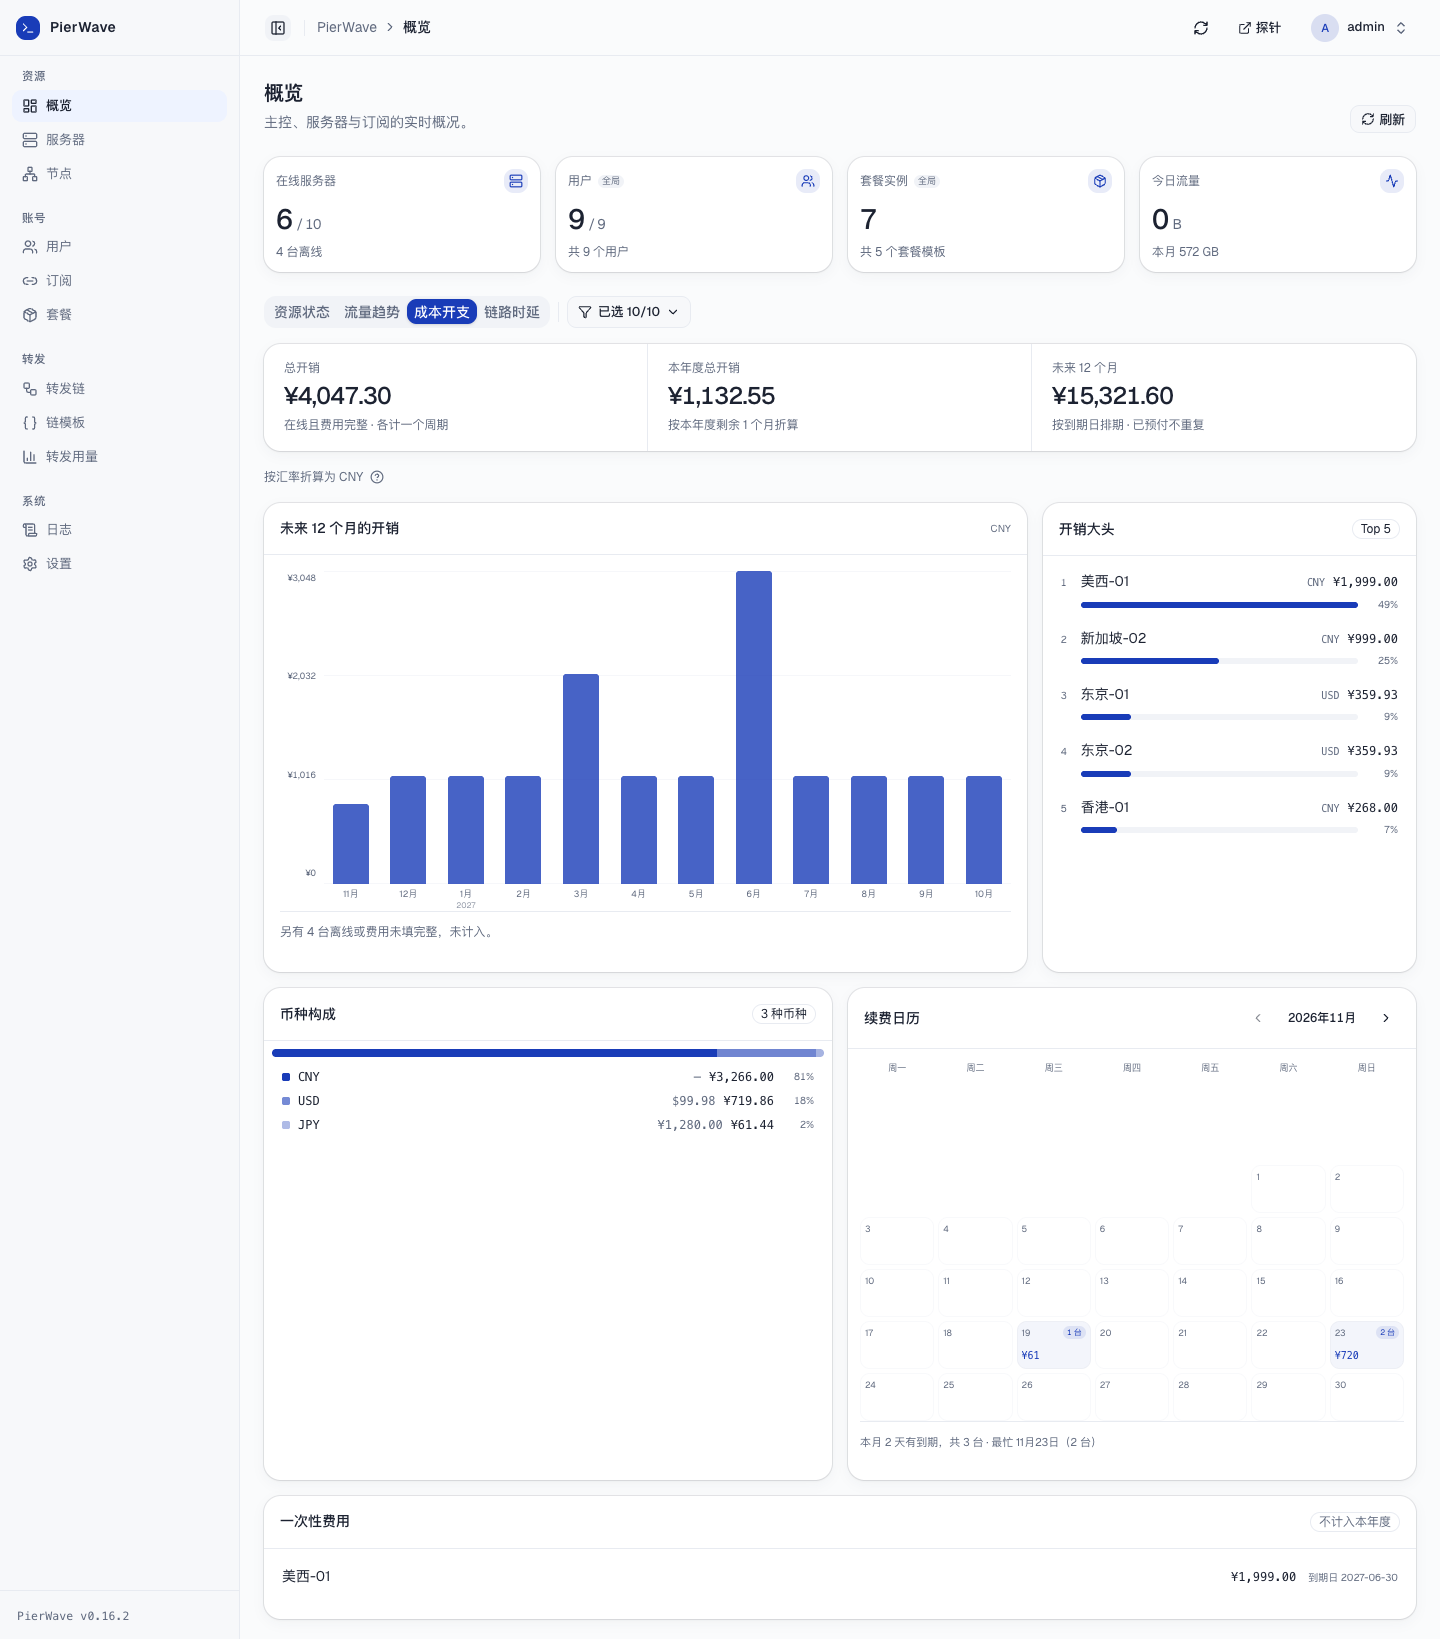 PierWave
资源
概览
服务器
节点
账号
用户
订阅
套餐
转发
转发链
链模板
转发用量
系统
日志
设置
PierWave v0.16.2
PierWave > 概览
探针
A admin
概览
主控、服务器与订阅的实时概况。
刷新
在线服务器
6 / 10
4 台离线
用户 全局
9 / 9
共 9 个用户
套餐实例 全局
7
共 5 个套餐模板
今日流量
0 B
本月 572 GB
资源状态 流量趋势 成本开支 链路时延 已选 10/10
总开销
¥4,047.30
在线且费用完整 · 各计一个周期
本年度总开销
¥1,132.55
按本年度剩余 1 个月折算
未来 12 个月
¥15,321.60
按到期日排期 · 已预付不重复
按汇率折算为 CNY
未来 12 个月的开销 CNY
¥3,048
¥2,032
¥1,016
¥0
11月 12月 1月 2月 3月 4月 5月 6月 7月 8月 9月 10月
2027
另有 4 台离线或费用未填完整，未计入。
开销大头 Top 5
1 美西-01 CNY ¥1,999.00
49%
2 新加坡-02 CNY ¥999.00
25%
3 东京-01 USD ¥359.93
9%
4 东京-02 USD ¥359.93
9%
5 香港-01 CNY ¥268.00
7%
币种构成 3 种币种
CNY — ¥3,266.00 81%
USD $99.98 ¥719.86 18%
JPY ¥1,280.00 ¥61.44 2%
续费日历 2026年11月
周一 周二 周三 周四 周五 周六 周日
1 2
3 4 5 6 7 8 9
10 11 12 13 14 15 16
17 18 19 1 台 20 21 22 23 2 台
¥61 ¥720
24 25 26 27 28 29 30
本月 2 天有到期，共 3 台 · 最忙 11月23日（2 台）
一次性费用 不计入本年度
美西-01 ¥1,999.00 到期日 2027-06-30